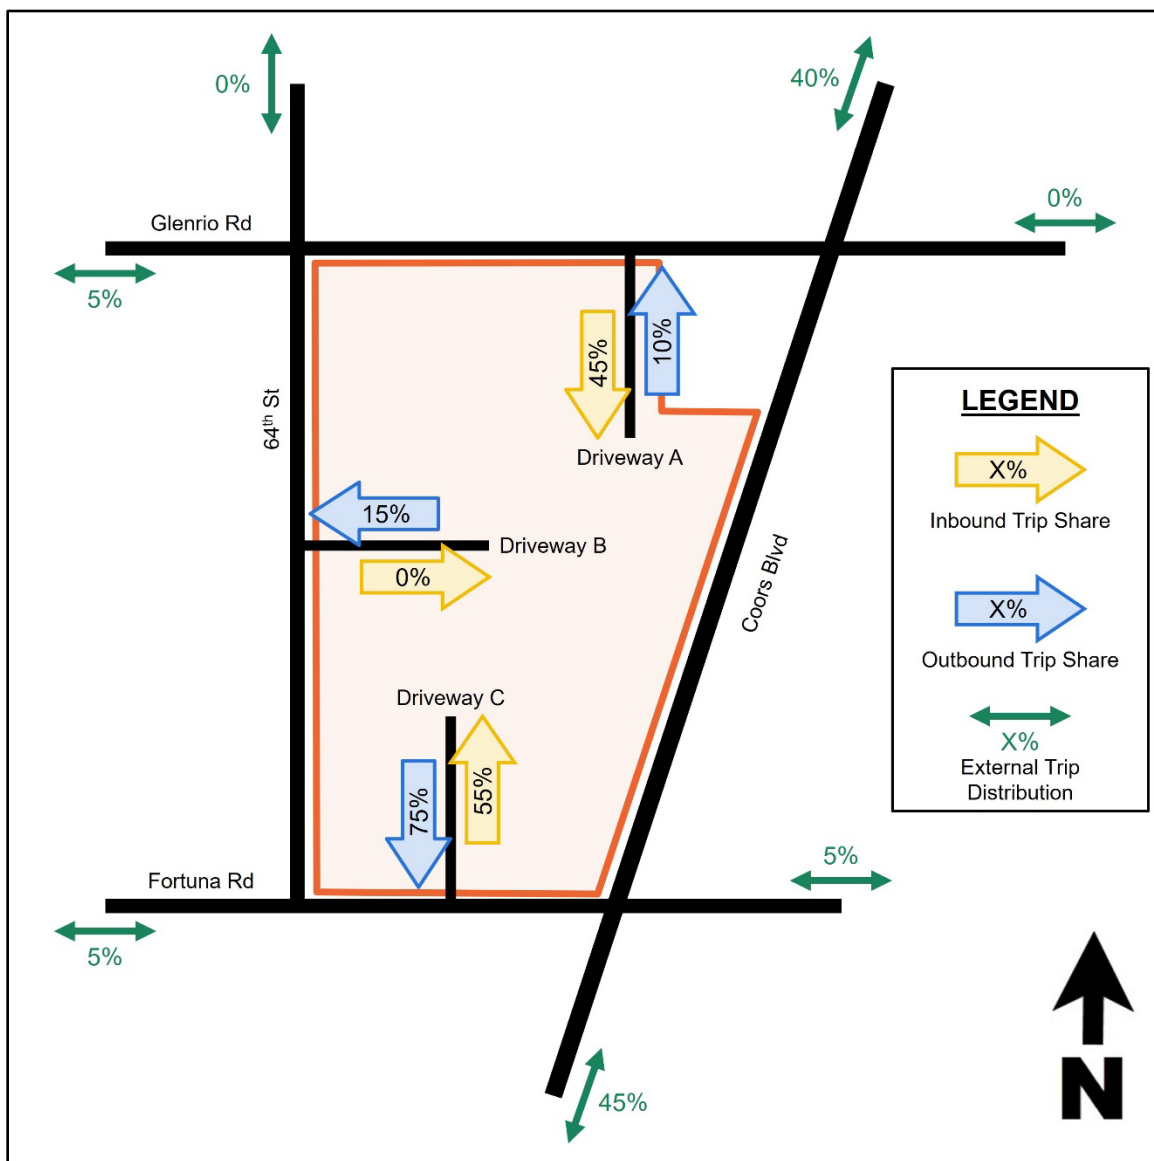 0%
40%
0%
Glenrio Rd
5%
45%
10%
64th St
Driveway A
15%
Driveway B
0%
Coors Blvd
Driveway C
75%
55%
Fortuna Rd
5%
5%
45%
LEGEND
X%
Inbound Trip Share
X%
Outbound Trip Share
X%
External Trip
Distribution
N